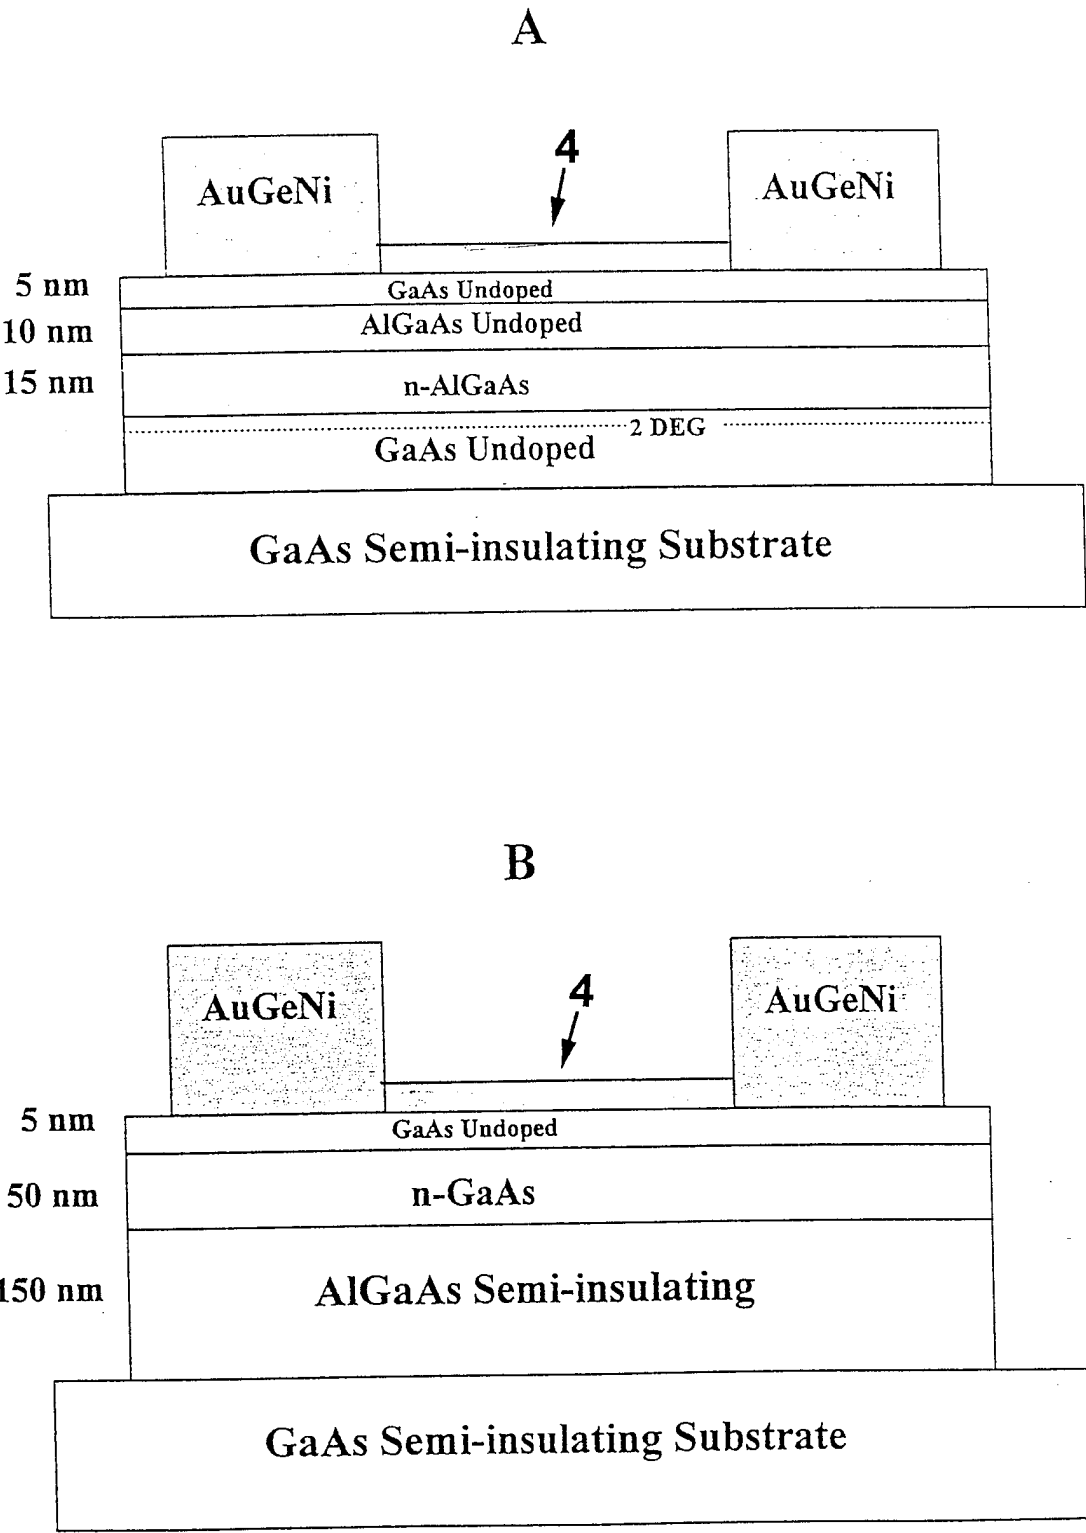 A
4
AuGeNi
AuGeNi
5 nm
GaAs Undoped
10 nm
AlGaAs Undoped
15 nm
n-AlGaAs
2 DEG
GaAs Undoped
GaAs Semi-insulating Substrate
B
4
AuGeNi
AuGeNi
5 nm
GaAs Undoped
50 nm
n-GaAs
150 nm
AlGaAs Semi-insulating
GaAs Semi-insulating Substrate